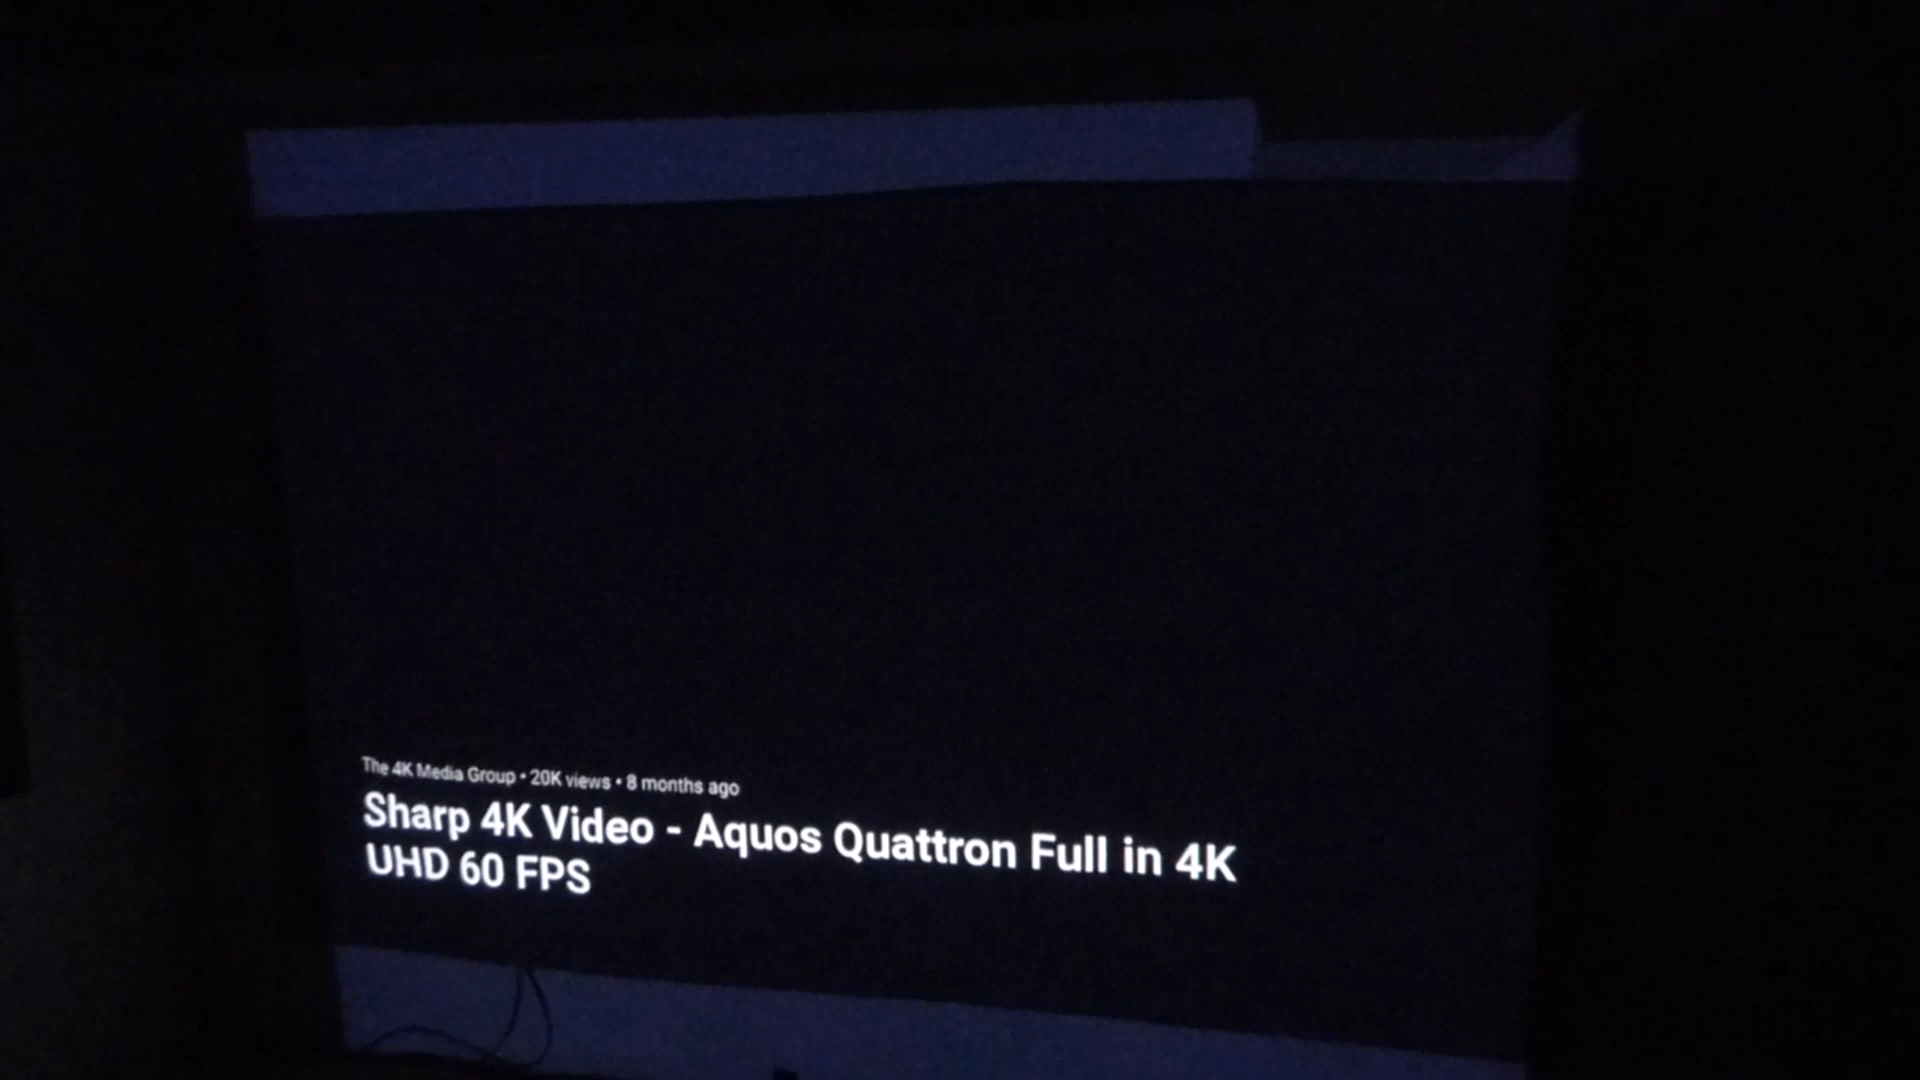 The 4K Media Group • 20K views • 8 months ago
Sharp 4K Video - Aquos Quattron Full in 4K
UHD 60 FPS